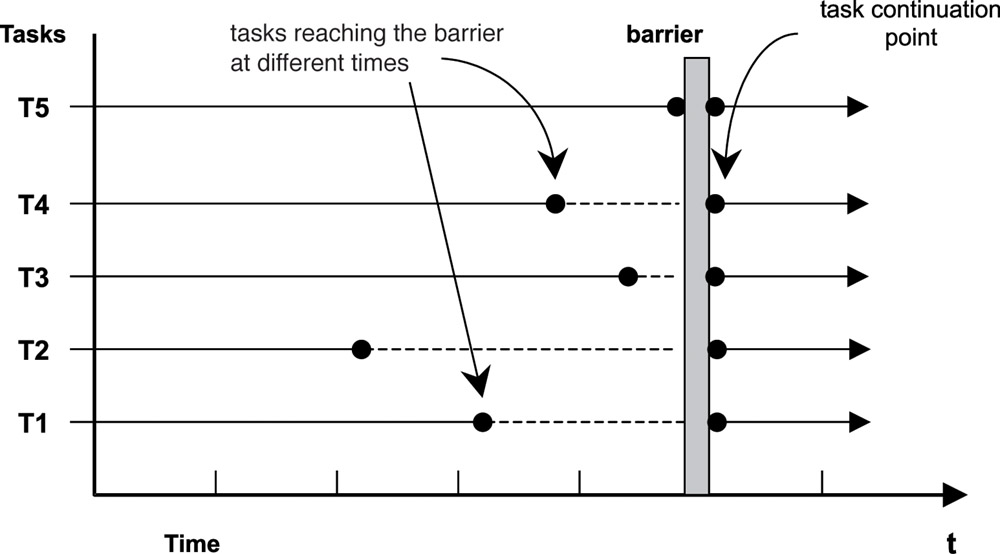 Tasks
tasks reaching the barrier
at different times
barrier
task continuation
point
T5
T4
T3
T2
T1
Time
t